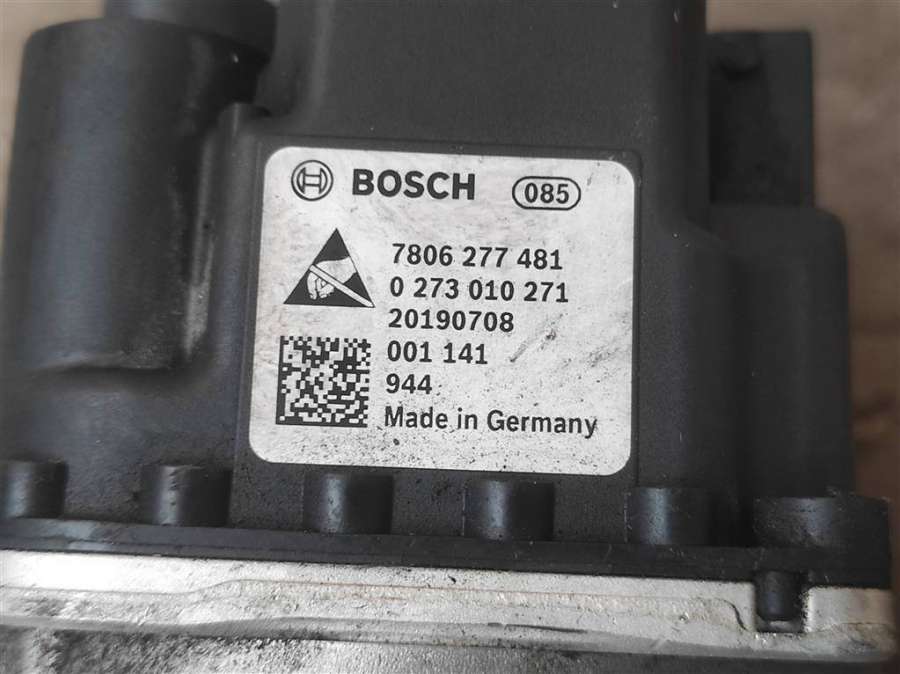 BOSCH 085
7806 277 481
0 273 010 271
20190708
001 141
944
Made in Germany